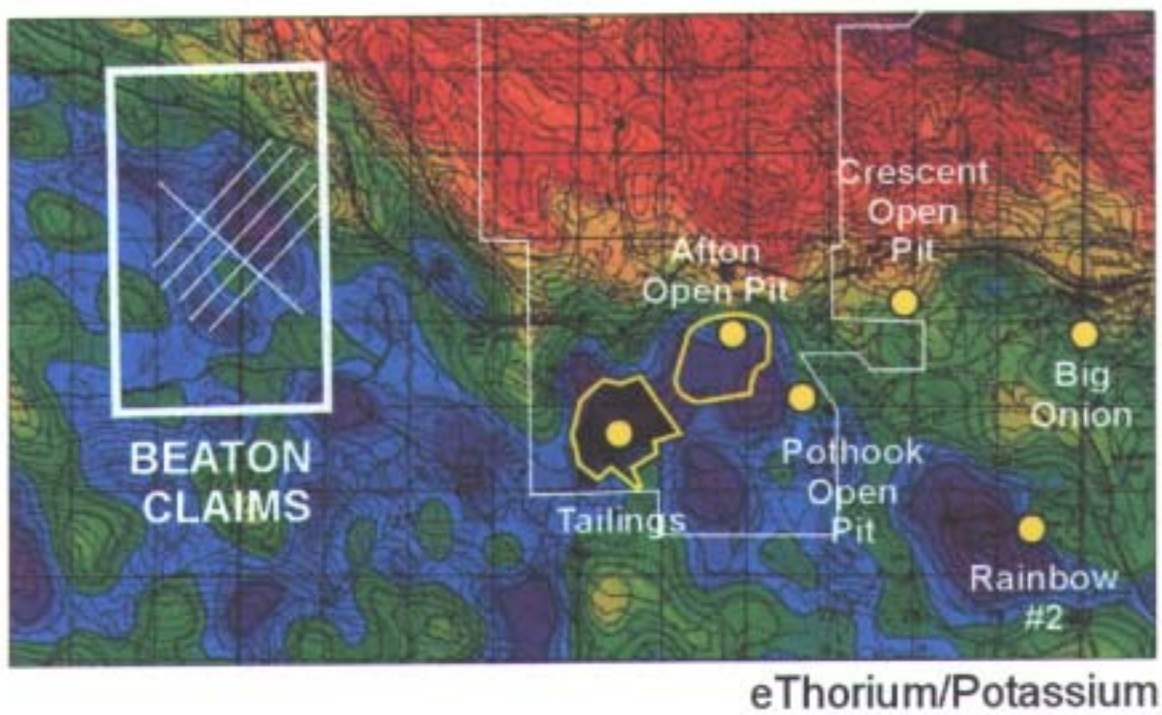 Crescent
Open
Pit
Afton
Open Pit
Big
Onion
BEATON
CLAIMS
Pothook
Open
Pit
Tailings
Rainbow
#2
eThorium/Potassium